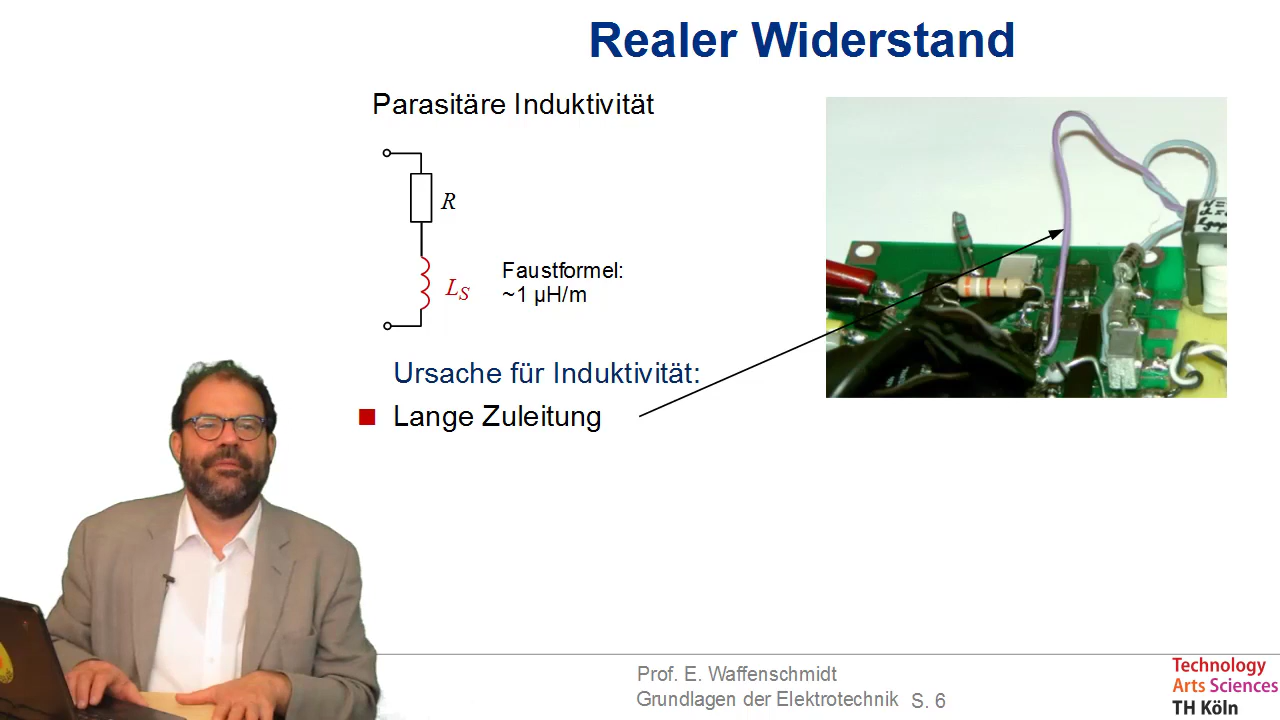 Realer Widerstand
Parasitäre Induktivität
R
L_S
Faustformel:
~1 µH/m
Ursache für Induktivität:
Lange Zuleitung
Prof. E. Waffenschmidt
Grundlagen der Elektrotechnik S. 6
Technology
Arts Sciences
TH Köln